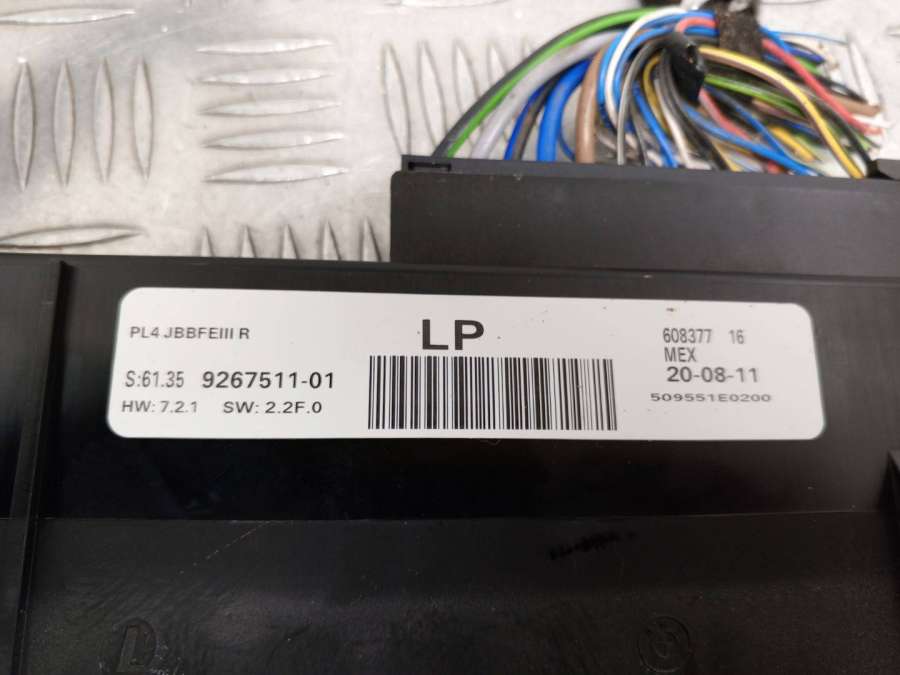 PL4 JBBFEIII R
LP
608377 16
MEX
S:61.35 9267511-01
20-08-11
HW: 7.2.1 SW: 2.2F.0
509551E0200